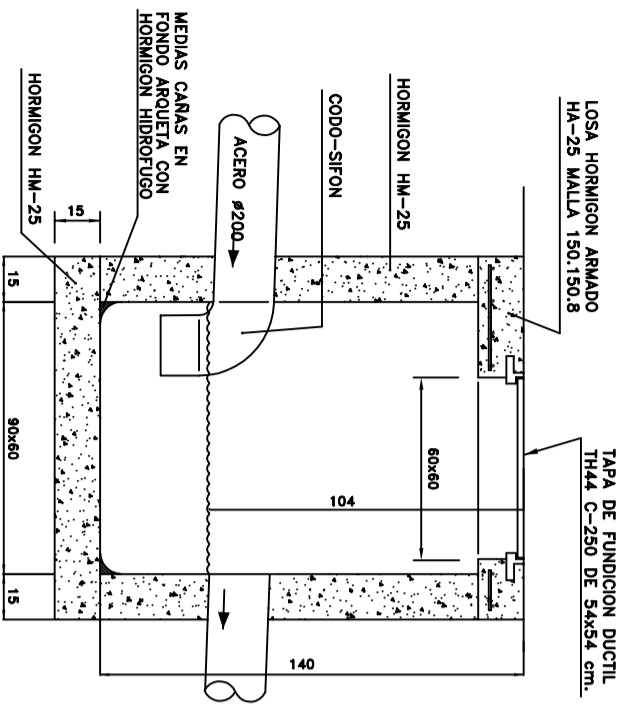 LOSA HORMIGON ARMADO
HA-25 MALLA 150.150.8
TAPA DE FUNDICION DUCTIL
TH44 C-250 DE 54x54 cm.
HORMIGON HM-25
CODO-SIFON
ACERO ø200
MEDIAS CAÑAS EN
FONDO ARQUETA CON
HORMIGON HIDROFUGO
HORMIGON HM-25
60x60
104
140
15
15
90x60
15